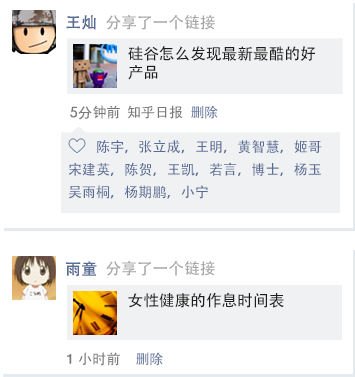 王灿 分享了一个链接
硅谷怎么发现最新最酷的好
产品
5分钟前 知乎日报 删除
陈宇, 张立成, 王明, 黄智慧, 姬哥
宋建英, 陈贺, 王凯, 若言, 博士, 杨玉
吴雨桐, 杨期鹏, 小宁
雨童 分享了一个链接
女性健康的作息时间表
1 小时前 删除